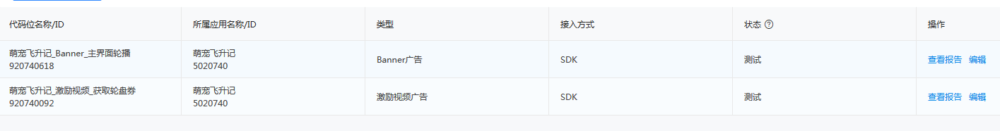 代码位名称/ID 所属应用名称/ID 类型 接入方式 状态 ? 操作
萌宠飞升记_Banner_主界面轮播 萌宠飞升记
920740618 5020740 Banner广告 SDK 测试 查看报告 编辑
萌宠飞升记_激励视频_获取轮盘券 萌宠飞升记
920740092 5020740 激励视频广告 SDK 测试 查看报告 编辑